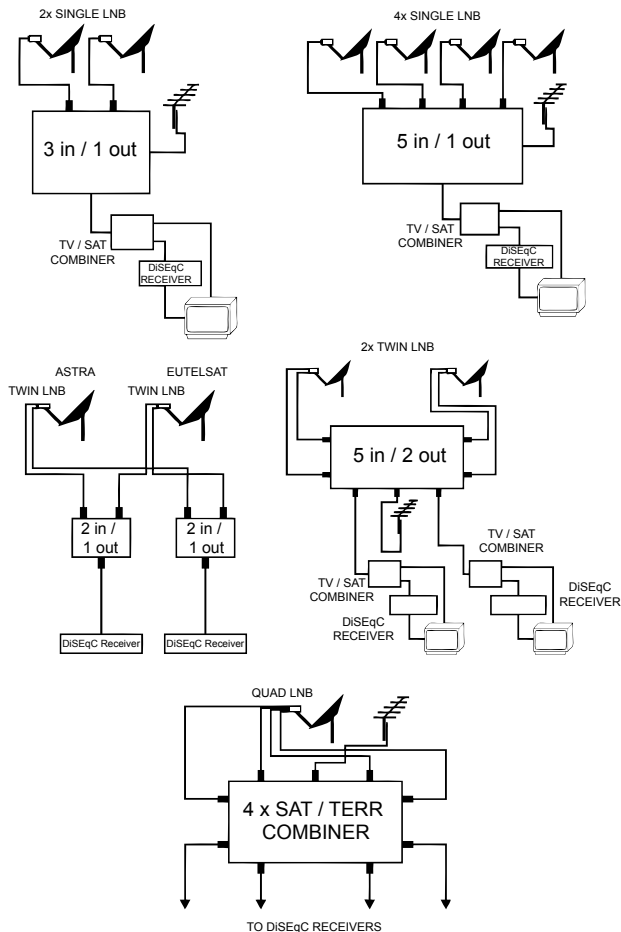 2x SINGLE LNB
3 in / 1 out
TV / SAT
COMBINER
DiSEqC
RECEIVER
4x SINGLE LNB
5 in / 1 out
TV / SAT
COMBINER
DiSEqC
RECEIVER
ASTRA
EUTELSAT
TWIN LNB
TWIN LNB
2 in /
1 out
2 in /
1 out
DiSEqC Receiver
DiSEqC Receiver
2x TWIN LNB
5 in / 2 out
TV / SAT
COMBINER
DiSEqC
RECEIVER
TV / SAT
COMBINER
DiSEqC
RECEIVER
QUAD LNB
4 x SAT / TERR
COMBINER
TO DiSEqC RECEIVERS